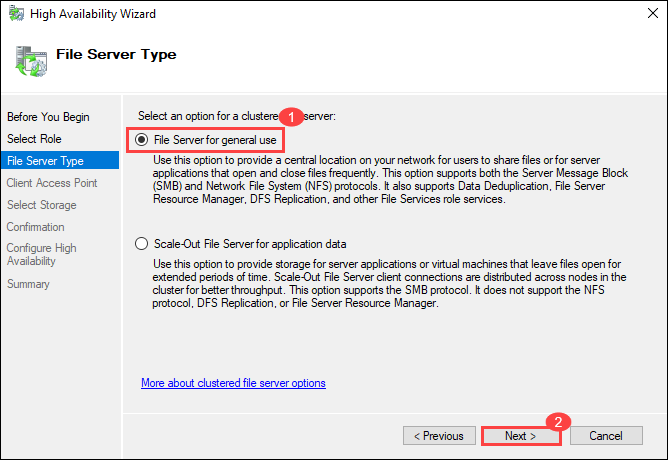 High Availability Wizard
File Server Type
Before You Begin
Select Role
File Server Type
Client Access Point
Select Storage
Confirmation
Configure High
Availability
Summary
Select an option for a clustered server:
1
File Server for general use
Use this option to provide a central location on your network for users to share files or for server
applications that open and close files frequently. This option supports both the Server Message Block
(SMB) and Network File System (NFS) protocols. It also supports Data Deduplication, File Server
Resource Manager, DFS Replication, and other File Services role services.
Scale-Out File Server for application data
Use this option to provide storage for server applications or virtual machines that leave files open for
extended periods of time. Scale-Out File Server client connections are distributed across nodes in the
cluster for better throughput. This option supports the SMB protocol. It does not support the NFS
protocol, DFS Replication, or File Server Resource Manager.
More about clustered file server options
2
< Previous
Next >
Cancel